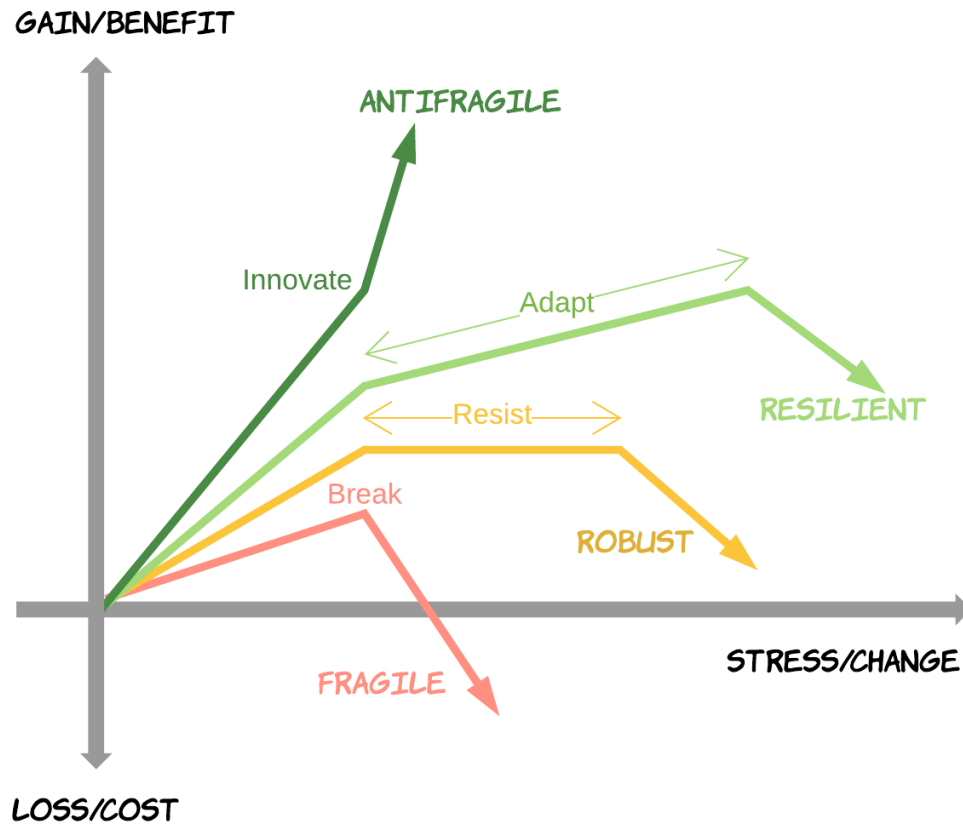 GAIN/BENEFIT
ANTIFRAGILE
Innovate
Adapt
RESILIENT
Resist
Break
ROBUST
STRESS/CHANGE
FRAGILE
LOSS/COST